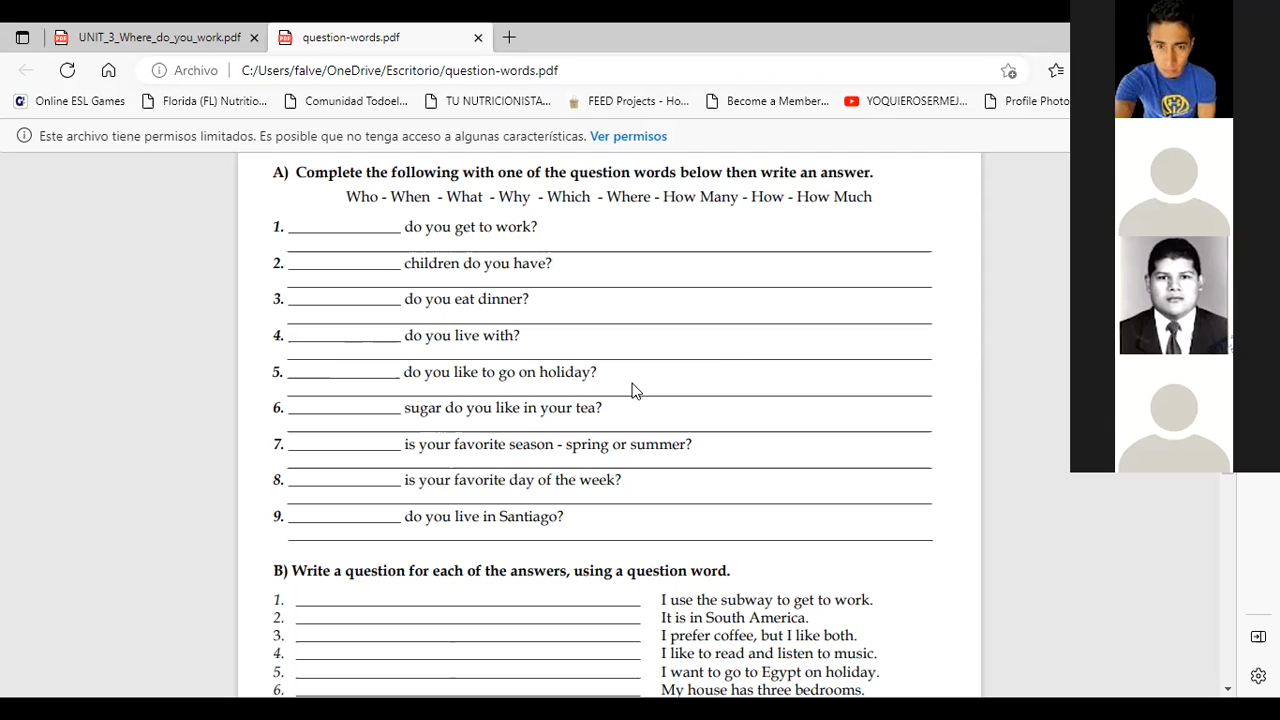 UNIT_3_Where_do_you_work.pdf
question-words.pdf
Archivo C:/Users/falve/OneDrive/Escritorio/question-words.pdf
Online ESL Games Florida (FL) Nutritio... Comunidad Todoel... TU NUTRICIONISTA... FEED Projects - Ho... Become a Member... YOQUIEROSERMEJ... Profile Photo
Este archivo tiene permisos limitados. Es posible que no tenga acceso a algunas características. Ver permisos
A) Complete the following with one of the question words below then write an answer.
Who - When - What - Why - Which - Where - How Many - How - How Much
1. ____________ do you get to work?
2. ____________ children do you have?
3. ____________ do you eat dinner?
4. ____________ do you live with?
5. ____________ do you like to go on holiday?
6. ____________ sugar do you like in your tea?
7. ____________ is your favorite season - spring or summer?
8. ____________ is your favorite day of the week?
9. ____________ do you live in Santiago?
B) Write a question for each of the answers, using a question word.
1. ____________ I use the subway to get to work.
2. ____________ It is in South America.
3. ____________ I prefer coffee, but I like both.
4. ____________ I like to read and listen to music.
5. ____________ I want to go to Egypt on holiday.
6. ____________ My house has three bedrooms.